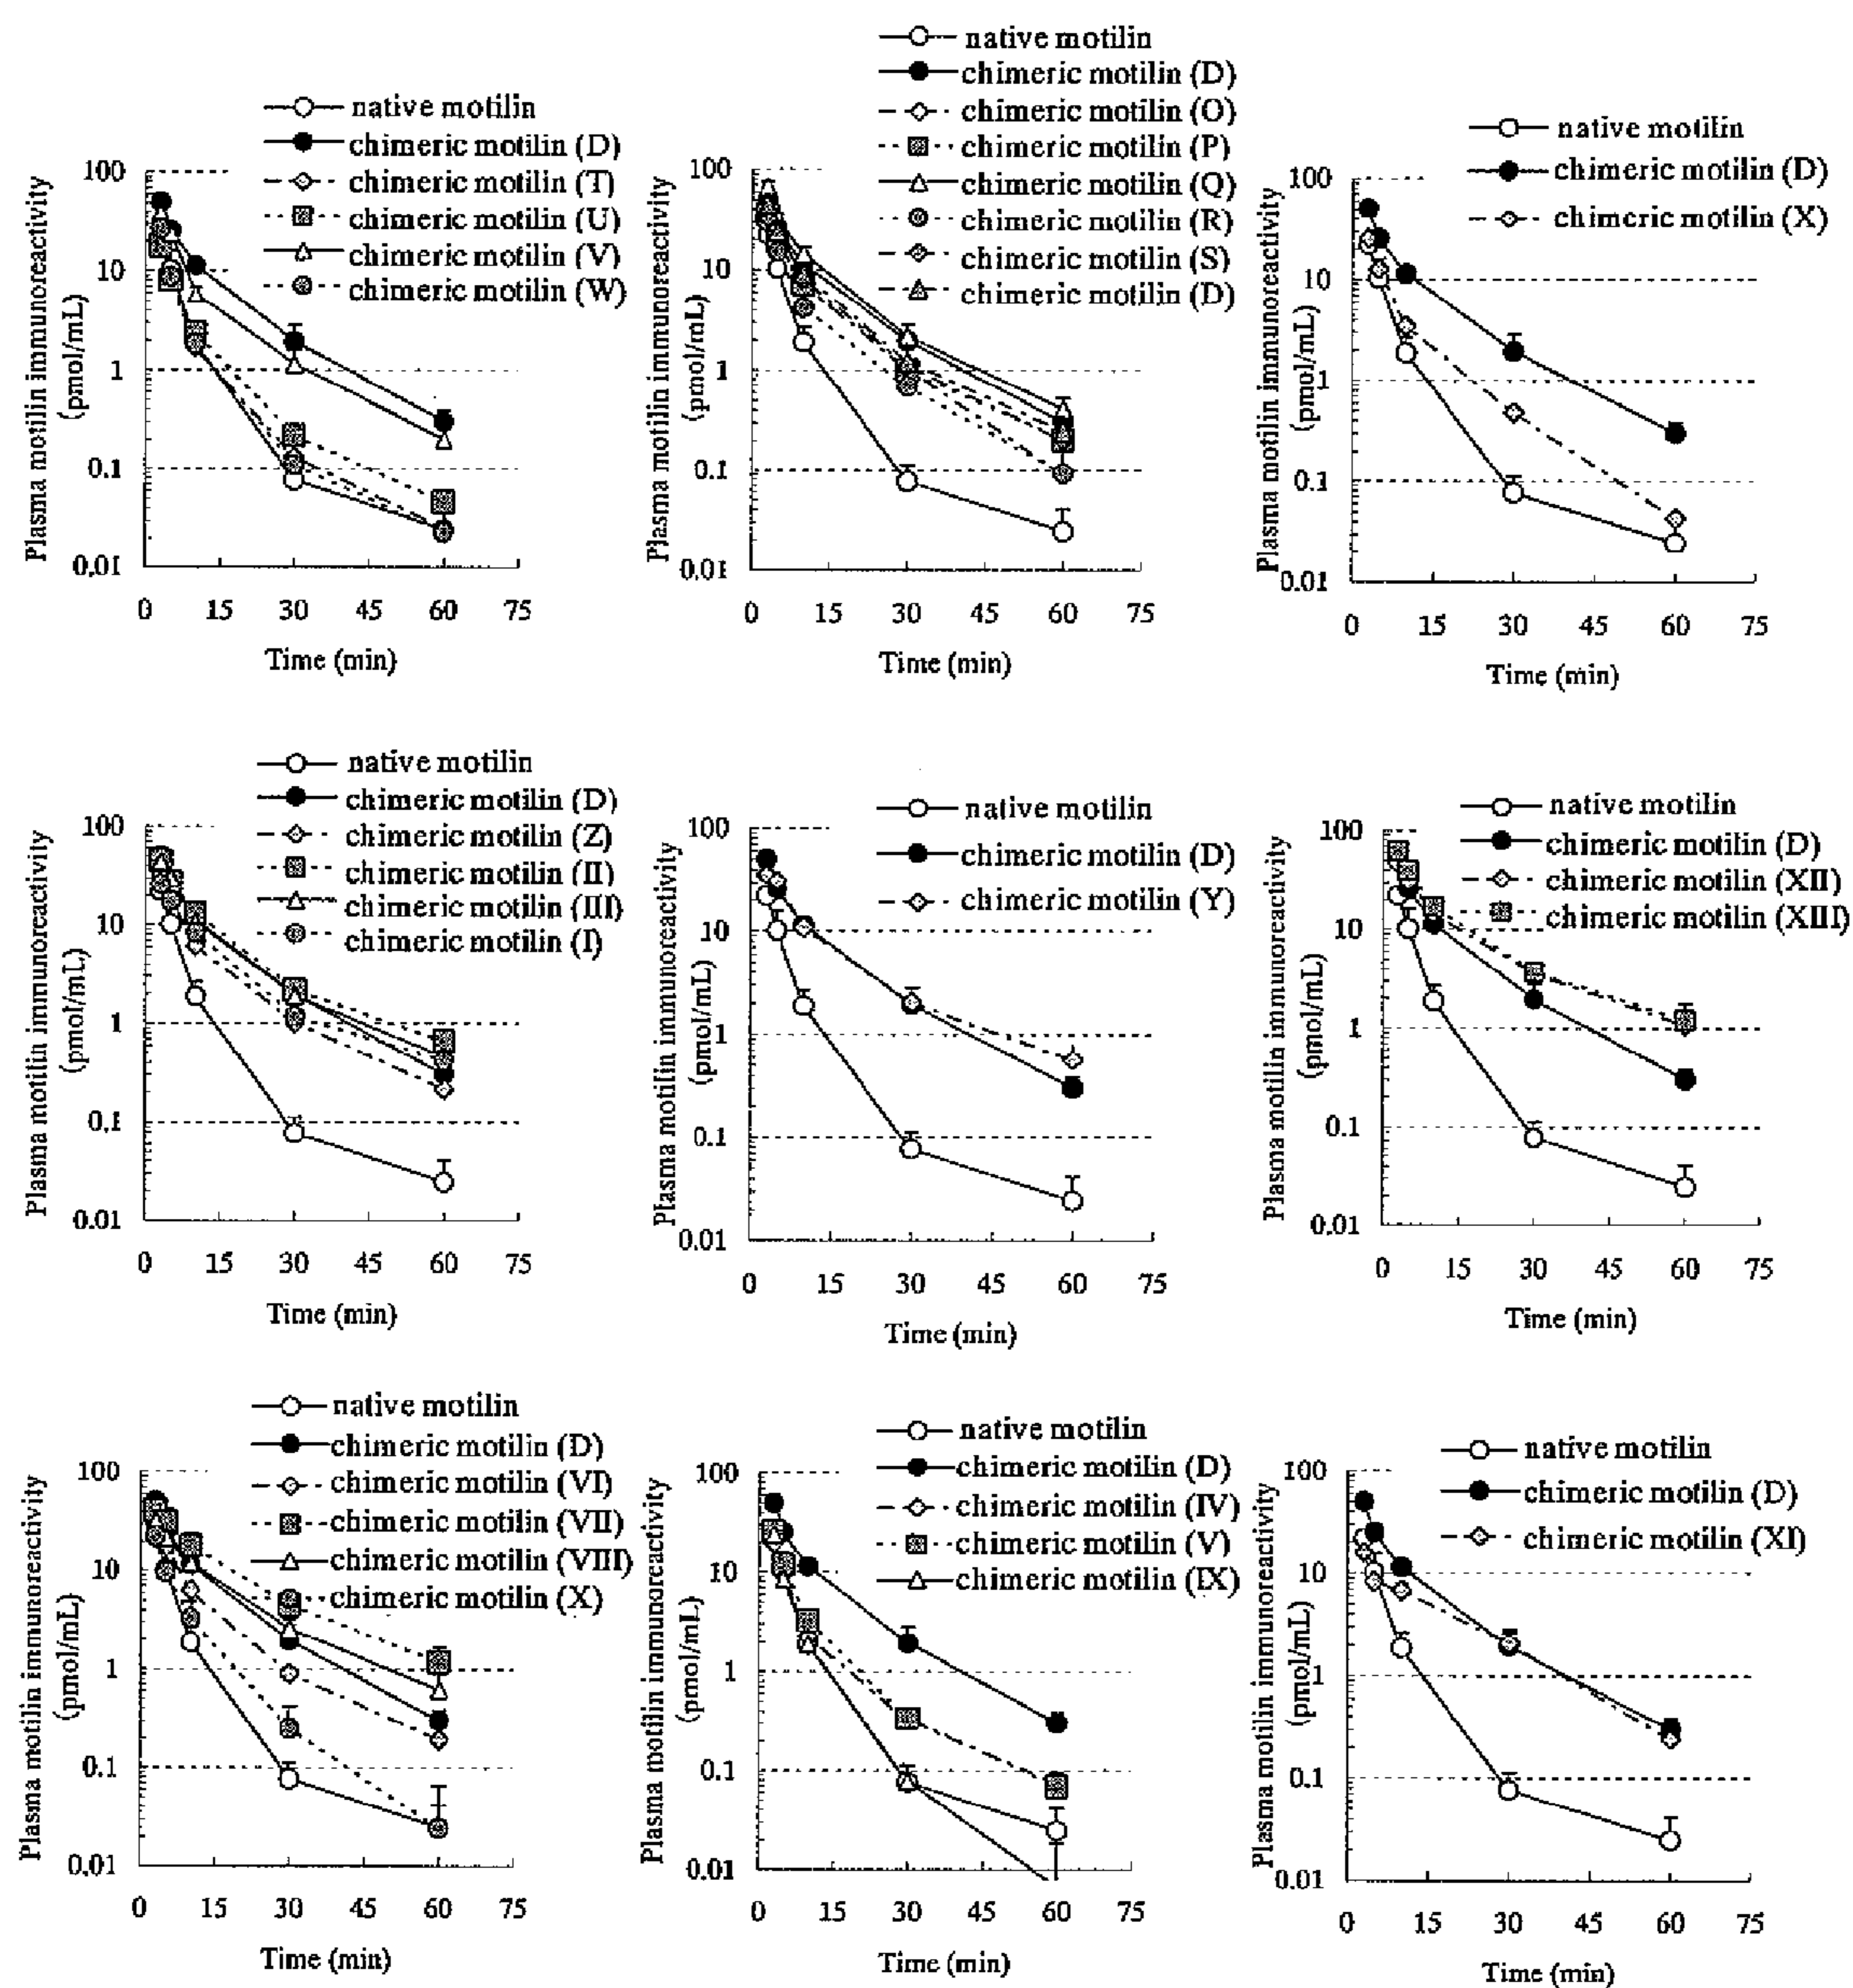 native motilin
chimeric motilin (D)
chimeric motilin (T)
chimeric motilin (U)
chimeric motilin (V)
chimeric motilin (W)
Plasma motilin immunoreactivity
(pmol/mL)
100
10
1
0.1
0.01
0 15 30 45 60 75
Time (min)
native motilin
chimeric motilin (D)
chimeric motilin (O)
chimeric motilin (P)
chimeric motilin (Q)
chimeric motilin (R)
chimeric motilin (S)
chimeric motilin (D)
Plasma motilin immunoreactivity
(pmol/mL)
100
10
1
0.1
0.01
0 15 30 45 60 75
Time (min)
native motilin
chimeric motilin (D)
chimeric motilin (X)
Plasma motilin immunoreactivity
(pmol/mL)
100
10
1
0.1
0.01
0 15 30 45 60 75
Time (min)
native motilin
chimeric motilin (D)
chimeric motilin (Z)
chimeric motilin (II)
chimeric motilin (III)
chimeric motilin (I)
Plasma motilin immunoreactivity
(pmol/mL)
100
10
1
0.1
0.01
0 15 30 45 60 75
Time (min)
native motilin
chimeric motilin (D)
chimeric motilin (Y)
Plasma motilin immunoreactivity
(pmol/mL)
100
10
1
0.1
0.01
0 15 30 45 60 75
Time (min)
native motilin
chimeric motilin (D)
chimeric motilin (XII)
chimeric motilin (XIII)
Plasma motilin immunoreactivity
(pmol/mL)
100
10
1
0.1
0.01
0 15 30 45 60 75
Time (min)
native motilin
chimeric motilin (D)
chimeric motilin (VI)
chimeric motilin (VII)
chimeric motilin (VIII)
chimeric motilin (X)
Plasma motilin immunoreactivity
(pmol/mL)
100
10
1
0.1
0.01
0 15 30 45 60 75
Time (min)
native motilin
chimeric motilin (D)
chimeric motilin (IV)
chimeric motilin (V)
chimeric motilin (IX)
Plasma motilin immunoreactivity
(pmol/mL)
100
10
1
0.1
0.01
0 15 30 45 60 75
Time (min)
native motilin
chimeric motilin (D)
chimeric motilin (XI)
Plasma motilin immunoreactivity
(pmol/mL)
100
10
1
0.1
0.01
0 15 30 45 60 75
Time (min)